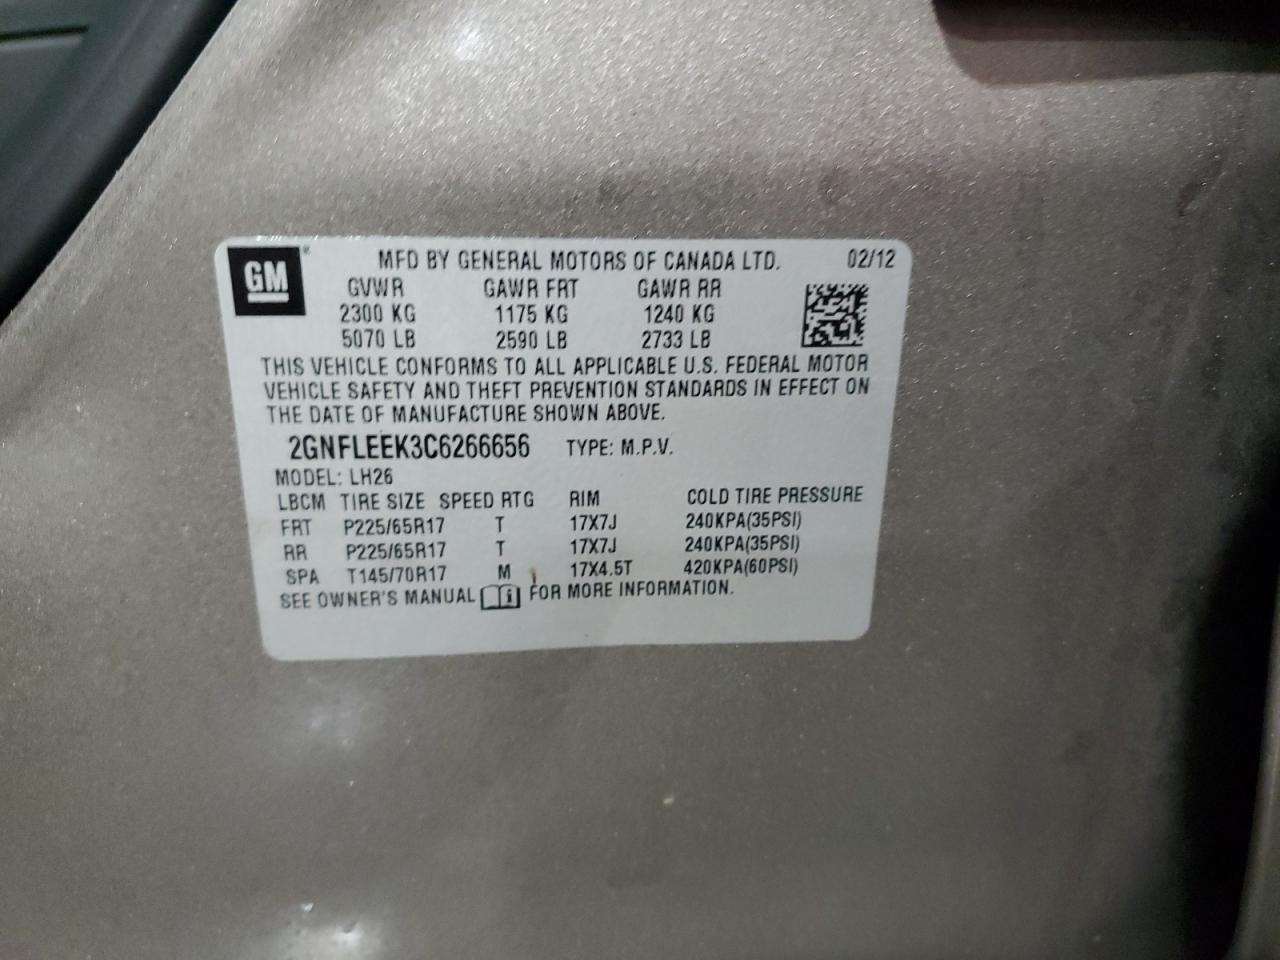 GM®
MFD BY GENERAL MOTORS OF CANADA LTD. 02/12
GVWR GAWR FRT GAWR RR
2300 KG 1175 KG 1240 KG
5070 LB 2590 LB 2733 LB
THIS VEHICLE CONFORMS TO ALL APPLICABLE U.S. FEDERAL MOTOR
VEHICLE SAFETY AND THEFT PREVENTION STANDARDS IN EFFECT ON
THE DATE OF MANUFACTURE SHOWN ABOVE.
2GNFLEEK3C6266656 TYPE: M.P.V.
MODEL: LH26
LBCM TIRE SIZE SPEED RTG RIM COLD TIRE PRESSURE
FRT P225/65R17 T 17X7J 240KPA(35PSI)
RR P225/65R17 T 17X7J 240KPA(35PSI)
SPA T145/70R17 M 17X4.5T 420KPA(60PSI)
SEE OWNER'S MANUAL i FOR MORE INFORMATION.